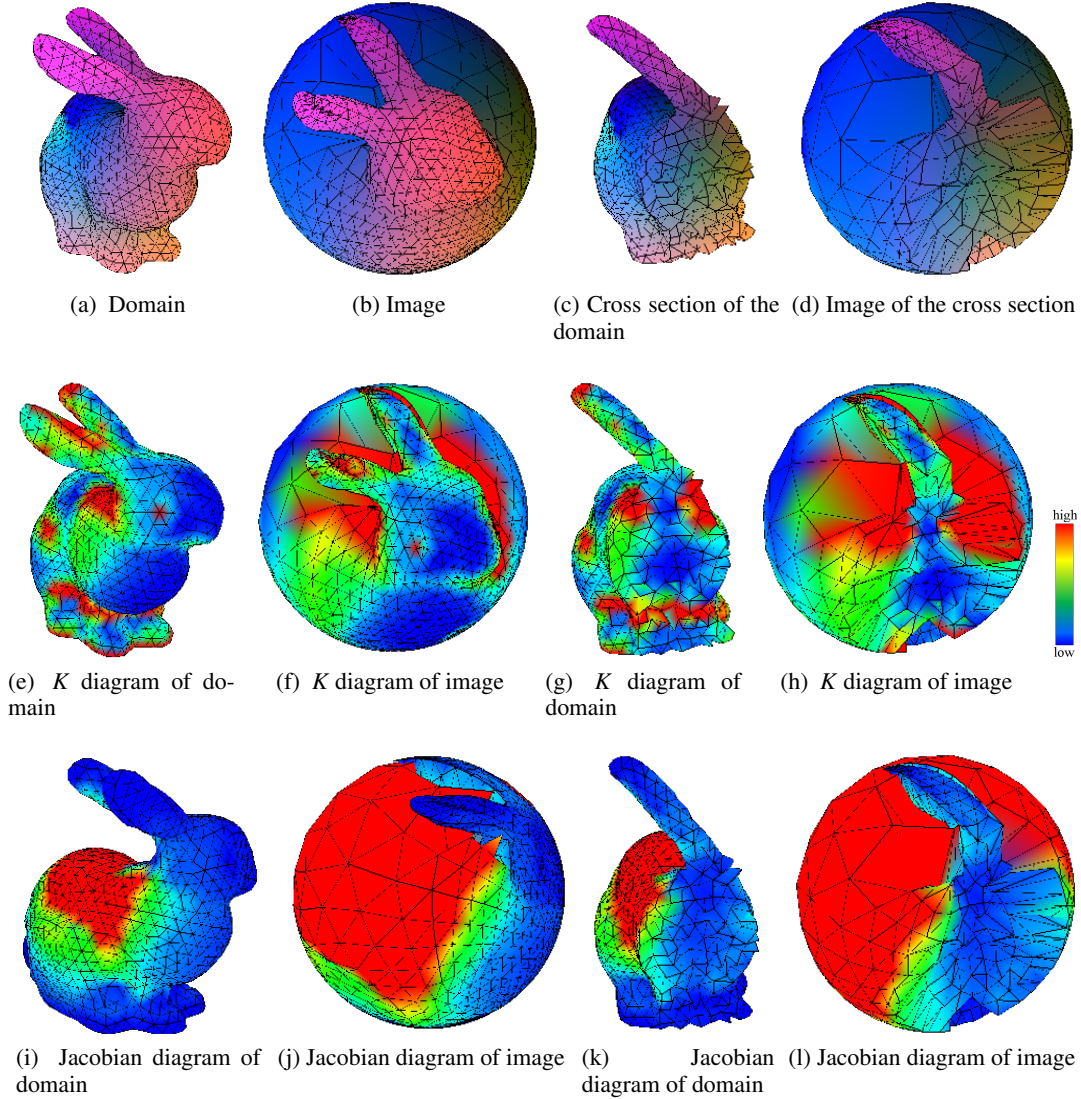 (a) Domain
(b) Image
(c) Cross section of the
domain
(d) Image of the cross section
high
low
(e) K diagram of do-
main
(f) K diagram of image
(g) K diagram of
domain
(h) K diagram of image
(i) Jacobian diagram of
domain
(j) Jacobian diagram of image
(k) Jacobian
diagram of domain
(l) Jacobian diagram of image